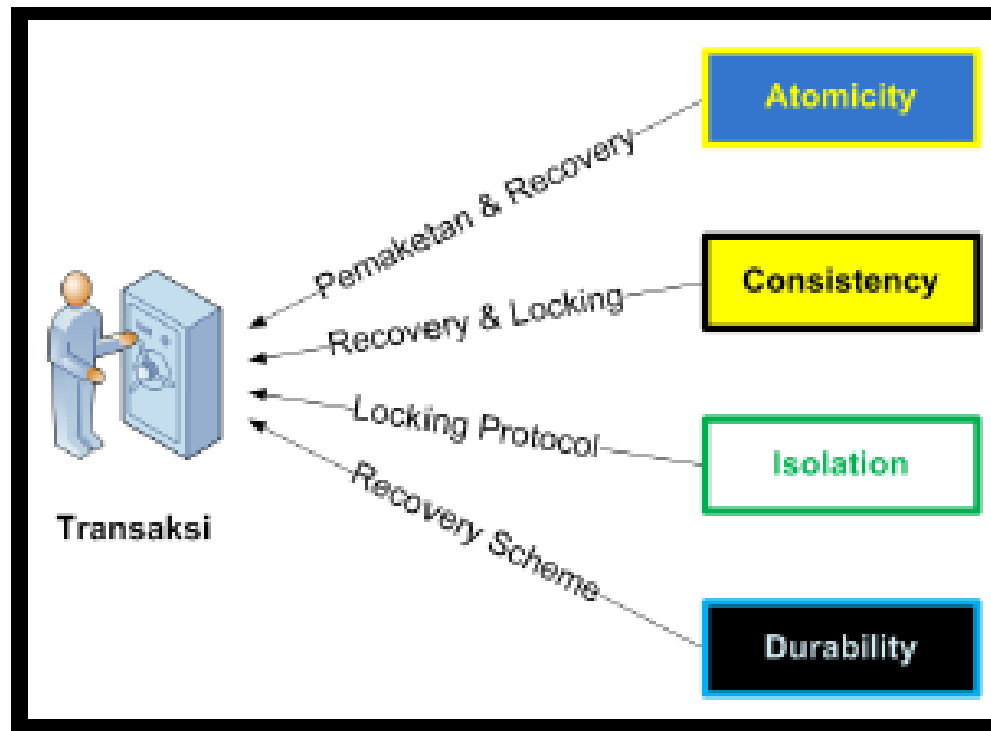 Atomicity
Pemaketan & Recovery
Consistency
Recovery & Locking
Locking Protocol
Isolation
Recovery Scheme
Transaksi
Durability